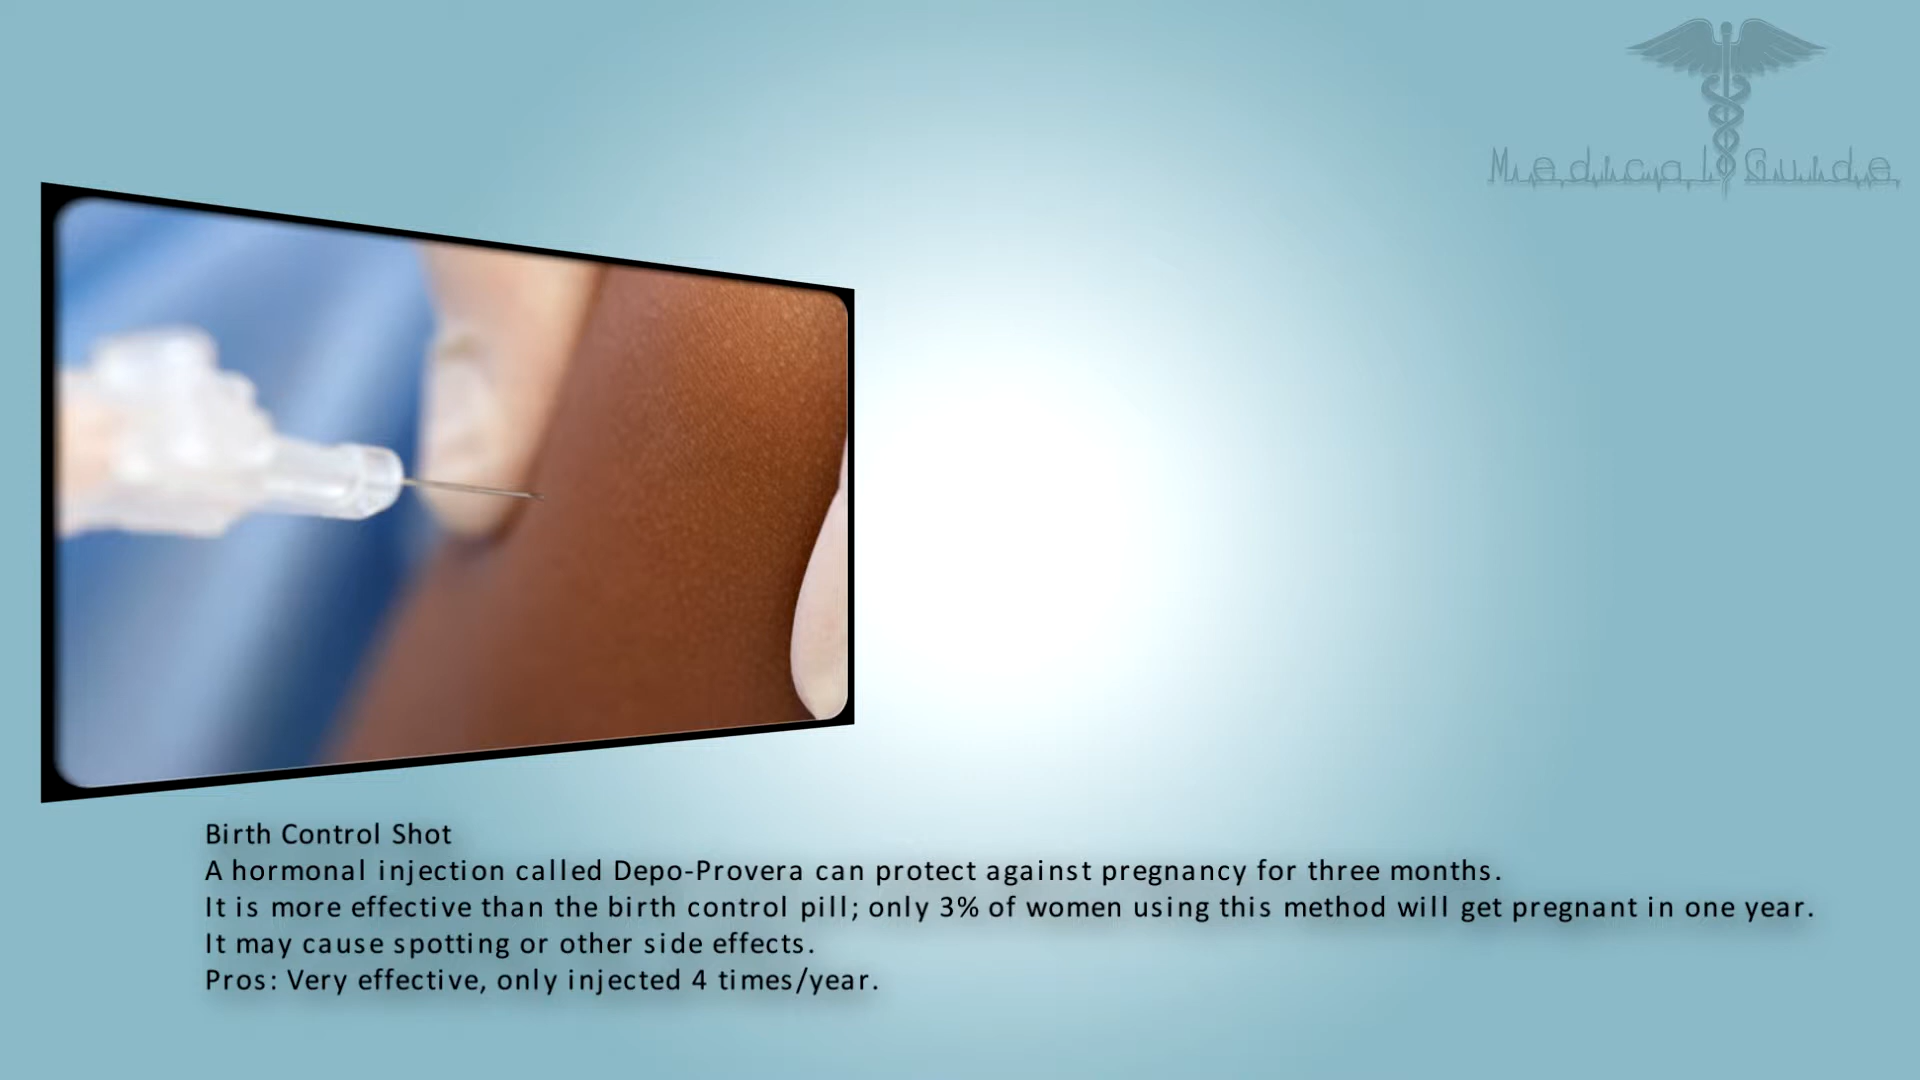 Medical Guide
Birth Control Shot
A hormonal injection called Depo-Provera can protect against pregnancy for three months.
It is more effective than the birth control pill; only 3% of women using this method will get pregnant in one year.
It may cause spotting or other side effects.
Pros: Very effective, only injected 4 times/year.